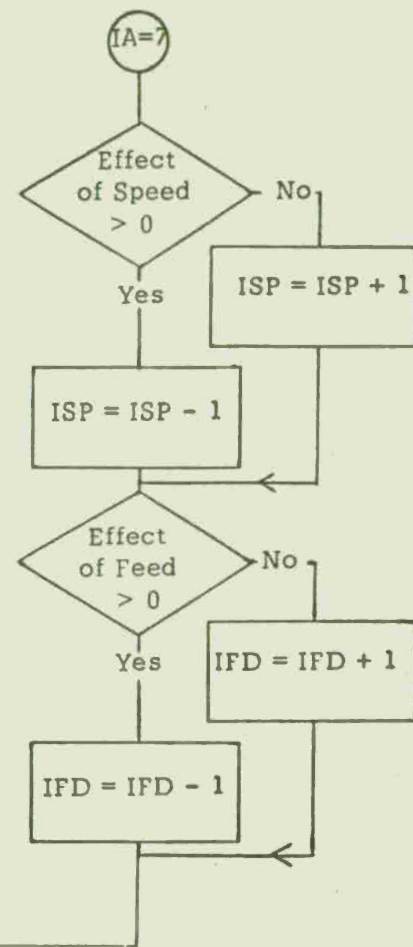 IA=7
Effect
of Speed
> 0
No
Yes
ISP = ISP + 1
ISP = ISP - 1
Effect
of Feed
> 0
No
Yes
IFD = IFD + 1
IFD = IFD - 1